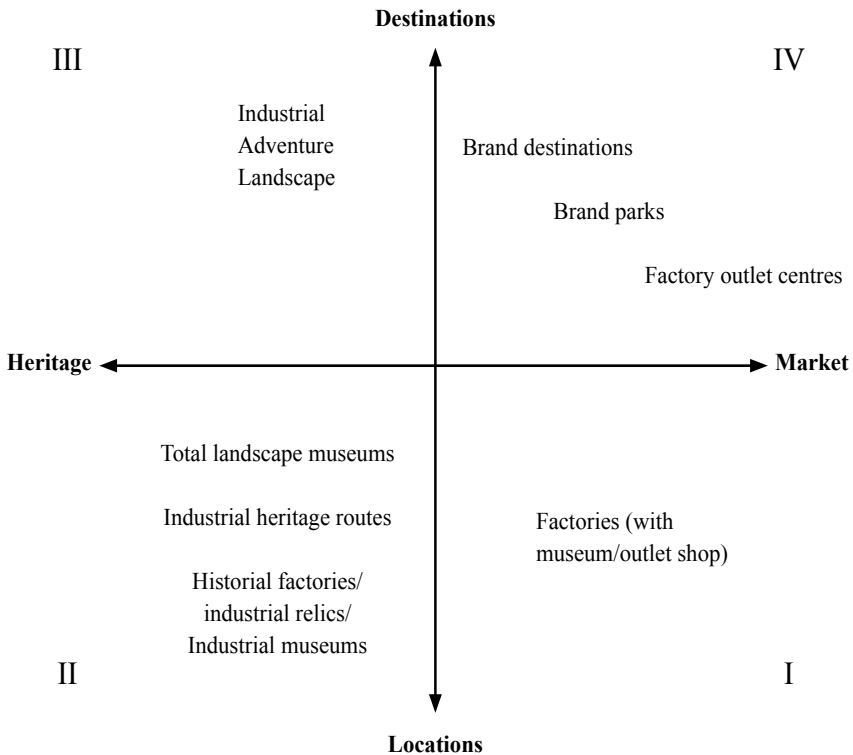 Destinations
III
IV
Industrial
Adventure
Landscape
Brand destinations
Brand parks
Factory outlet centres
Heritage
Market
Total landscape museums
Industrial heritage routes
Factories (with
museum/outlet shop)
Historial factories/
industrial relics/
Industrial museums
II
I
Locations